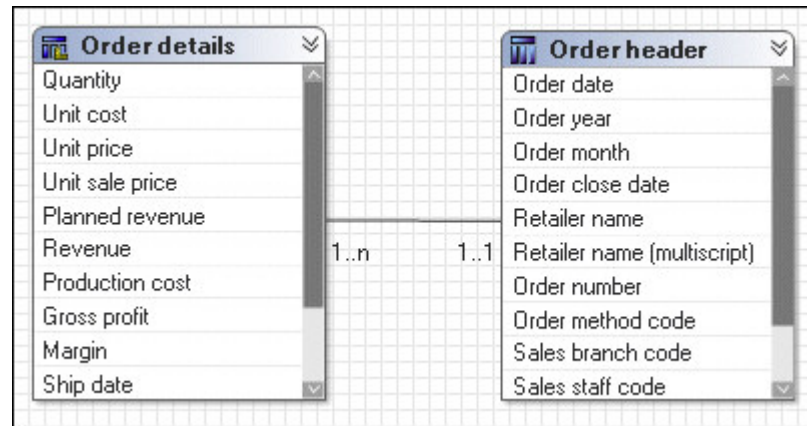 Order details
Quantity
Unit cost
Unit price
Unit sale price
Planned revenue
Revenue
Production cost
Gross profit
Margin
Ship date
1..n
1..1
Order header
Order date
Order year
Order month
Order close date
Retailer name
Retailer name (multiscript)
Order number
Order method code
Sales branch code
Sales staff code